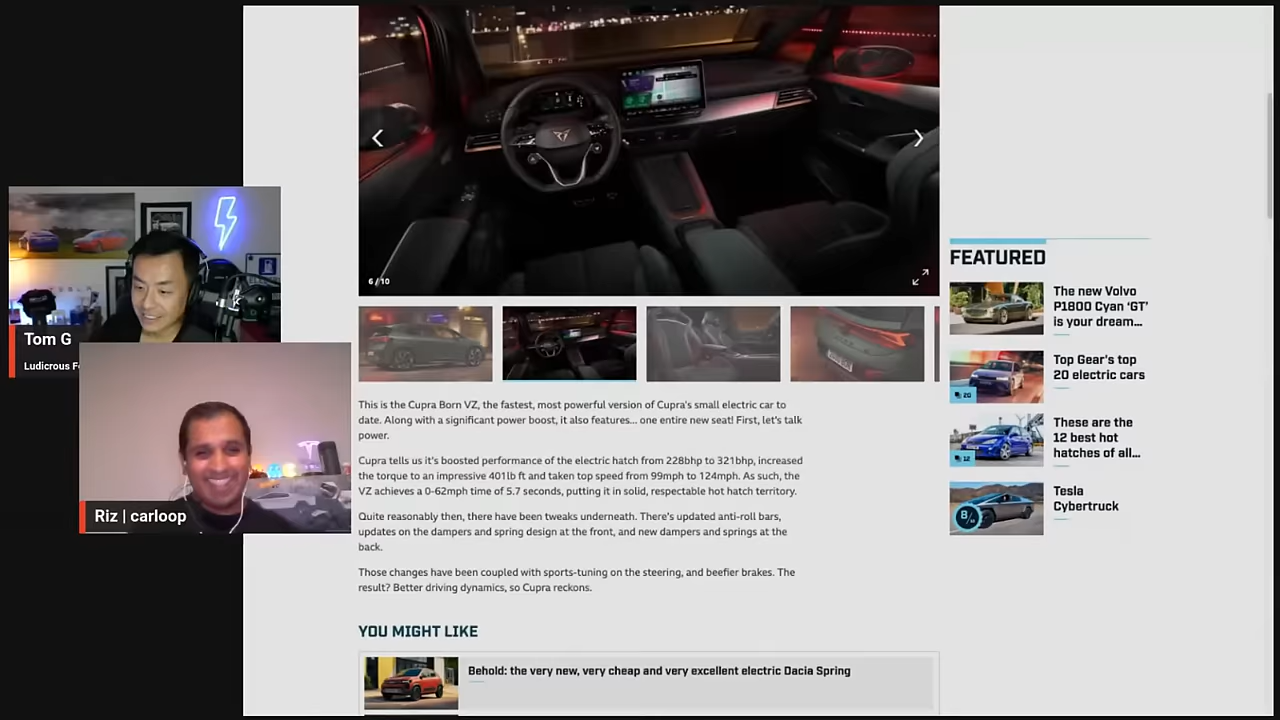 6 / 10
Tom G
Ludicrous
Riz | carloop
This is the Cupra Born VZ, the fastest, most powerful version of Cupra's small electric car to
date. Along with a significant power boost, it also features... one entire new seat! First, let's talk
power.
Cupra tells us it's boosted performance of the electric hatch from 228bhp to 321bhp, increased
the torque to an impressive 401lb ft and taken top speed from 99mph to 124mph. As such, the
VZ achieves a 0-62mph time of 5.7 seconds, putting it in solid, respectable hot hatch territory.
Quite reasonably then, there have been tweaks underneath. There's updated anti-roll bars,
updates on the dampers and spring design at the front, and new dampers and springs at the
back.
Those changes have been coupled with sports-tuning on the steering, and beefier brakes. The
result? Better driving dynamics, so Cupra reckons.
YOU MIGHT LIKE
Behold: the very new, very cheap and very excellent electric Dacia Spring
FEATURED
The new Volvo
P1800 Cyan ‘GT’
is your dream...
Top Gear's top
20 electric cars
20
These are the
12 best hot
hatches of all...
12
Tesla
Cybertruck
8